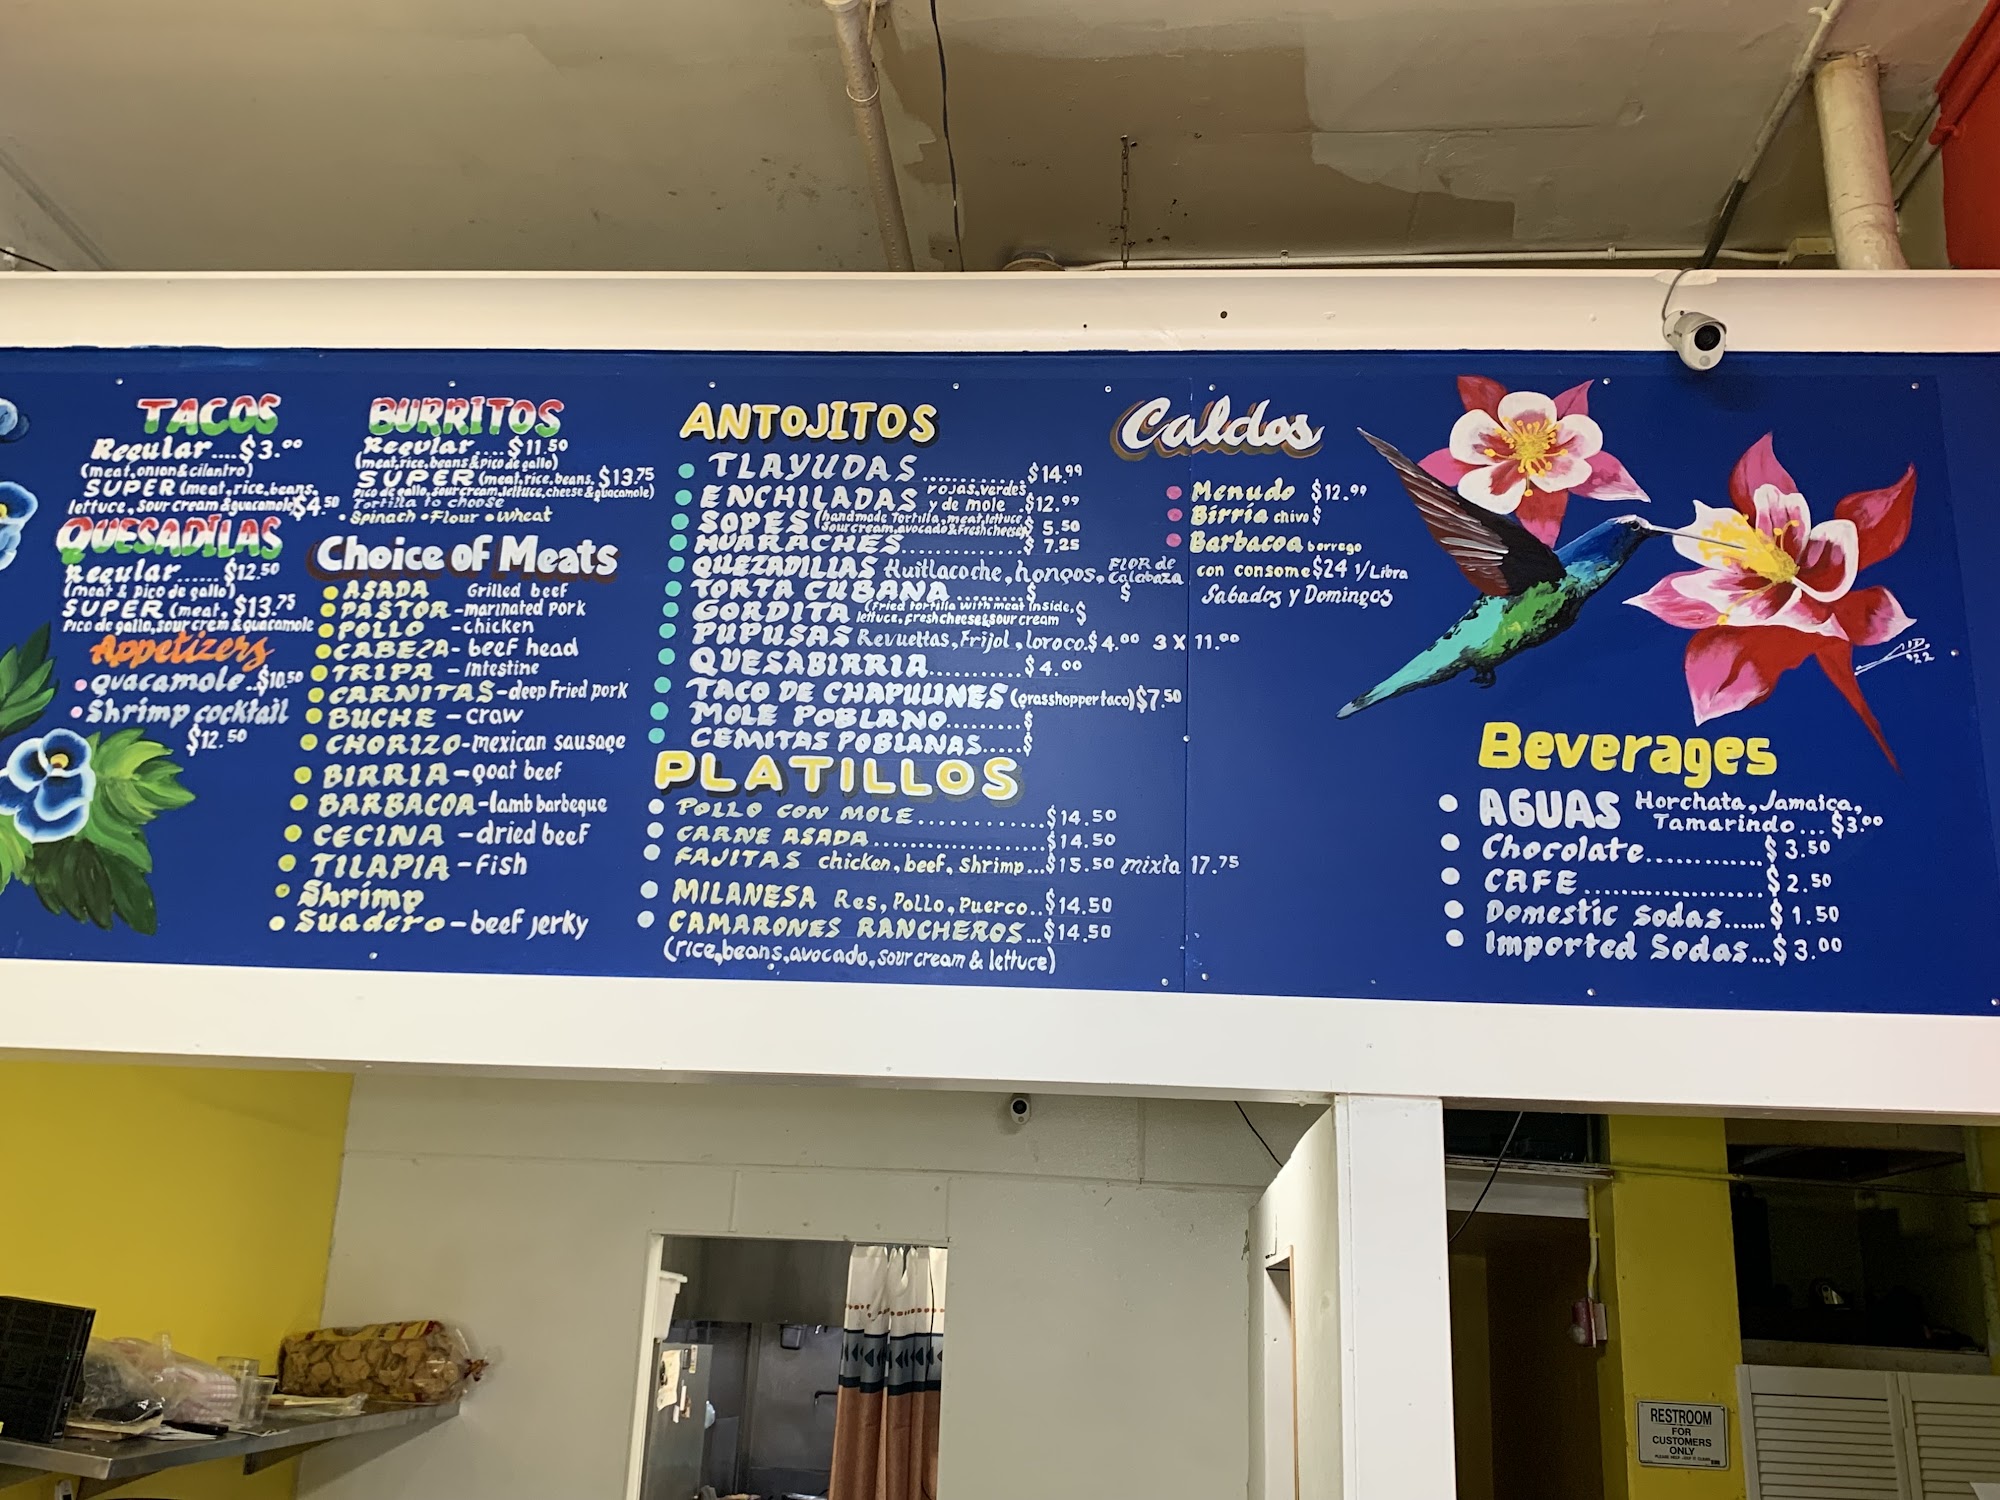 TACOS
Regular....$3.00
(meat, onion & cilantro)
SUPER (meat, rice, beans,
lettuce, sour cream & guacamole $4.50
QUESADILAS
Regular......$12.50
(meat & pico de gallo)
SUPER (meat, $13.75
Pico de gallo, sour crem & guacamole
Appetizers
guacamole..$10.50
Shrimp cocktail
$12.50
BURRITOS
Regular....$11.50
(meat, rice, beans & pico de gallo)
SUPER (meat, rice, beans, $13.75
Pico de gallo, sour cream, lettuce, cheese & guacamole)
Tortilla to choose
• Spinach • Flour • wheat
Choice of Meats
ASADA Grilled beef
PASTOR - marinated pork
POLLO - chicken
CABEZA - beef head
TRIPA - Intestine
CARNITAS - deep Fried pork
BUCHE - craw
CHORIZO - mexican sausage
BIRRIA - goat beef
BARBACOA - lamb barbeque
CECINA - dried beef
TILAPIA - Fish
Shrimp
Suadero - beef jerky
ANTOJITOS
TLAYUDAS..........$14.99
ENCHILADAS rojas, verdes y de mole .$12.99
SOPES (handmade Tortilla, meat, lettuce, sour cream, avocado & Fresh cheese $ 5.50
HUARACHES..............$ 7.25
QUEZADILLAS Huitlacoche, hongos, FLOR de Calabaza $
TORTA CUBANA.........$
GORDITA (Fried tortilla with meat inside, lettuce, fresh cheese & sour cream $
PUPUSAS Revueltas, Frijol, loroco. $4.00 3 X 11.00
QUESABIRRIA...........$4.00
TACO DE CHAPULINES (grasshopper taco) $7.50
MOLE POBLANO.........$
CEMITAS POBLANAS.....$
PLATILLOS
POLLO CON MOLE.............$14.50
CARNE ASADA......................$14.50
FAJITAS chicken, beef, shrimp...$15.50 mixta 17.75
MILANESA Res, Pollo, Puerco..$14.50
CAMARONES RANCHEROS...$14.50
(rice, beans, avocado, sour cream & lettuce)
Caldos
Menudo $12.99
Birria chivo $
Barbacoa borrego
con consome $24 1/Libra
Sabados y Domingos
22
Beverages
AGUAS Horchata, Jamaica,
Tamarindo... $3.00
Chocolate.............$ 3.50
CAFE....................$2.50
Domestic Sodas......$1.50
Imported Sodas...$3.00
RESTROOM
FOR
CUSTOMERS
ONLY